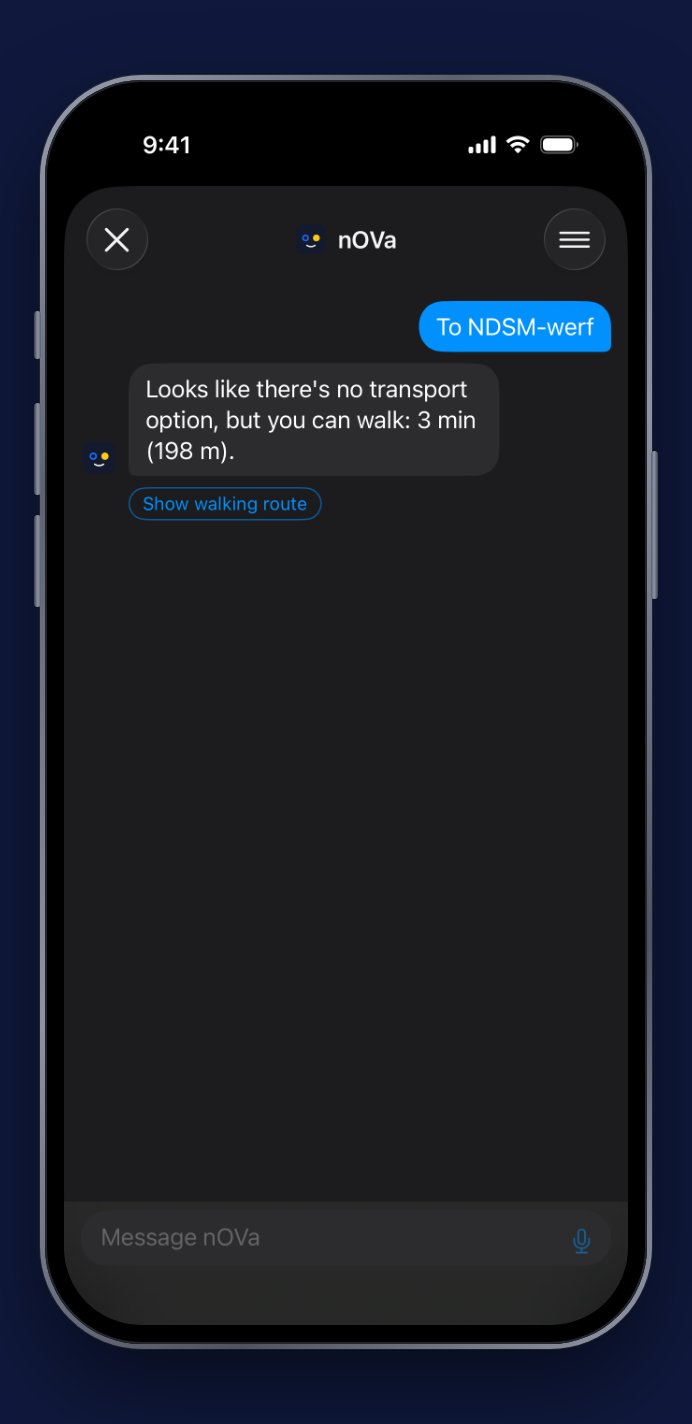 9:41
nOVa
To NDSM-werf
Looks like there's no transport
option, but you can walk: 3 min
(198 m).
Show walking route
Message nOVa